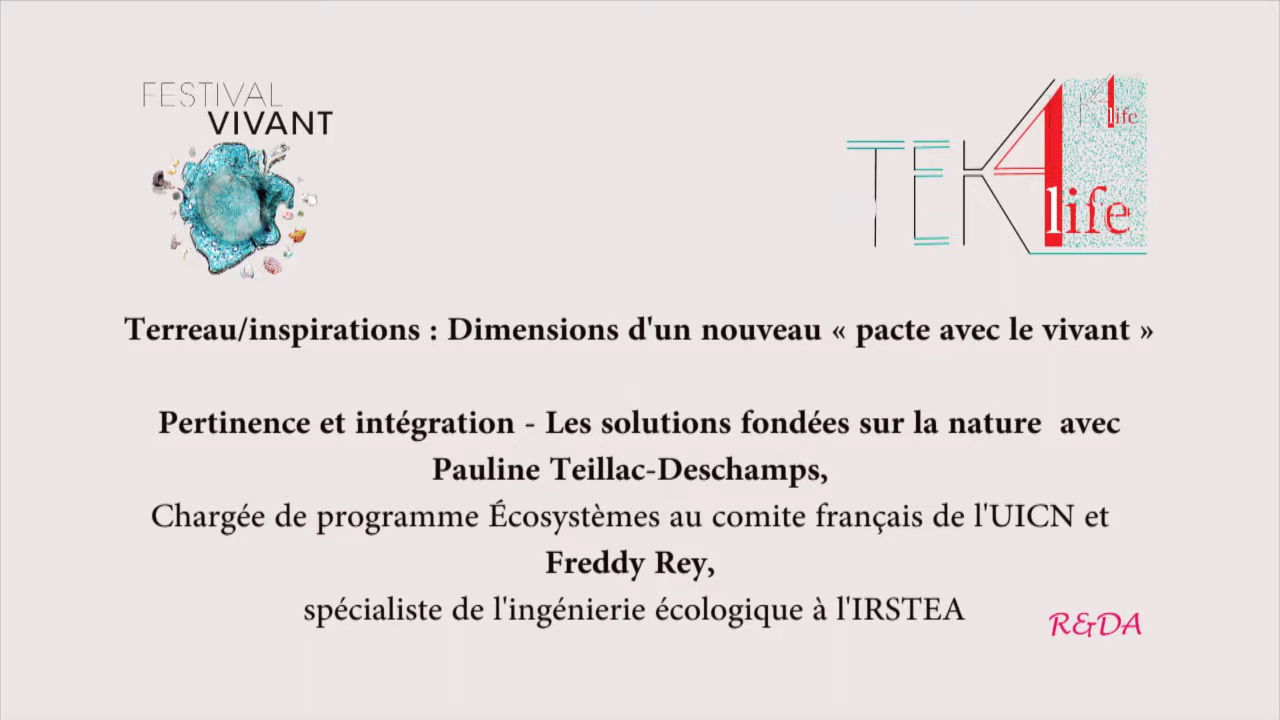 FESTIVAL
VIVANT
TEK4life
k4life
Terreau/inspirations : Dimensions d'un nouveau « pacte avec le vivant »
Pertinence et intégration - Les solutions fondées sur la nature avec
Pauline Teillac-Deschamps,
Chargée de programme Écosystèmes au comite français de l'UICN et
Freddy Rey,
spécialiste de l'ingénierie écologique à l'IRSTEA
R&DA